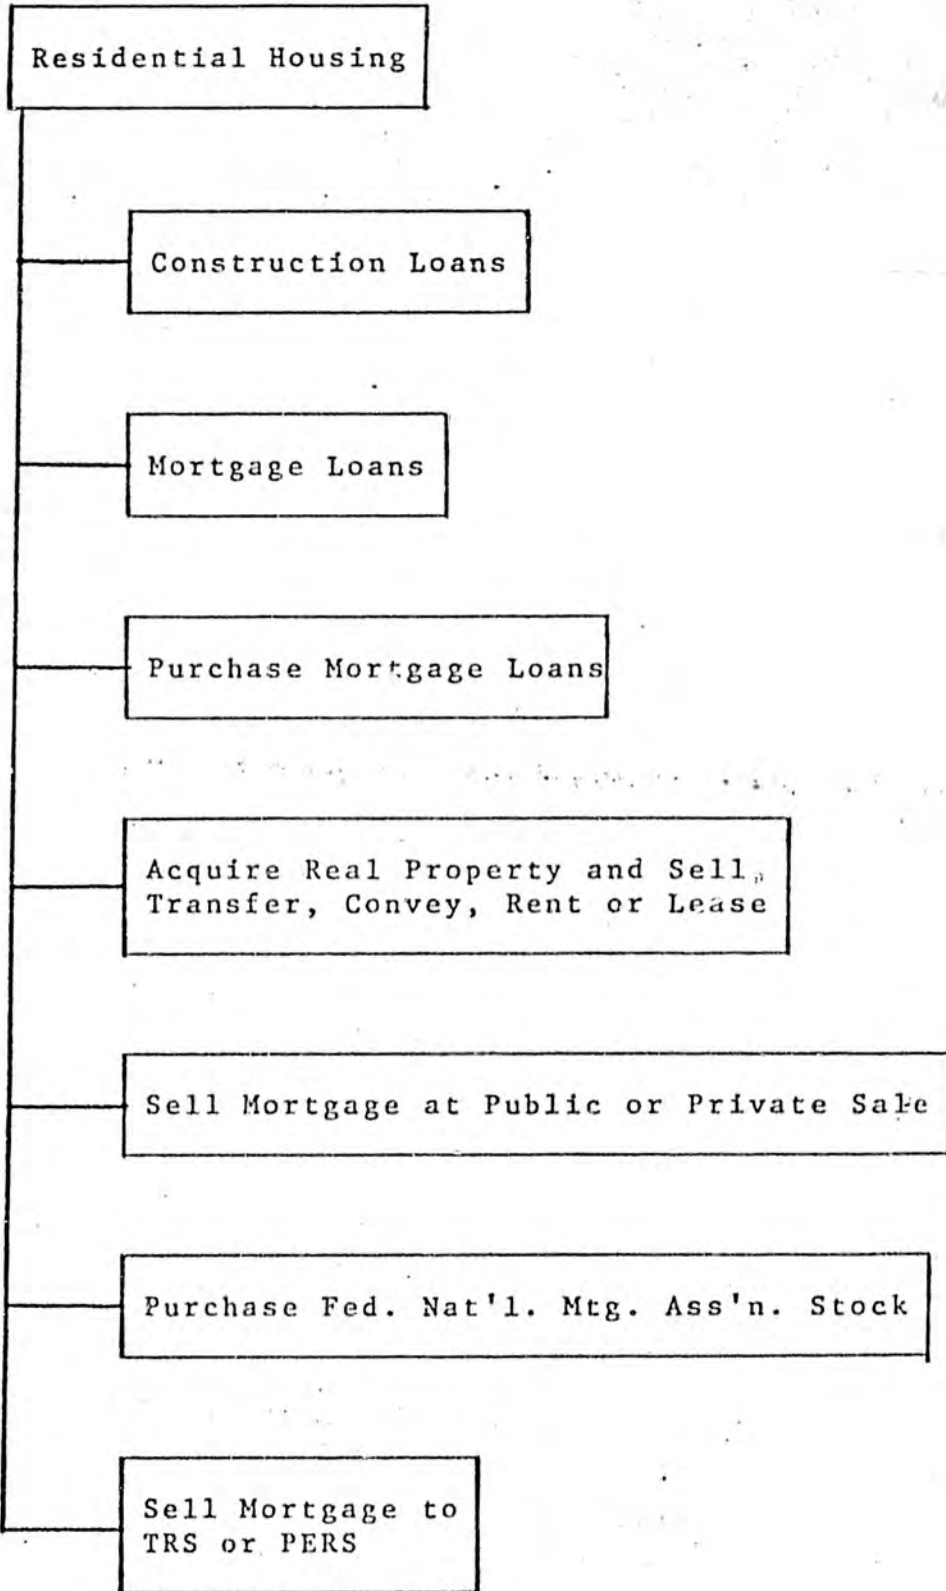 Residential Housing
Construction Loans
Mortgage Loans
Purchase Mortgage Loans
Acquire Real Property and Sell,
Transfer, Convey, Rent or Lease
Sell Mortgage at Public or Private Sale
Purchase Fed. Nat'l. Mtg. Ass'n. Stock
Sell Mortgage to
TRS or PERS